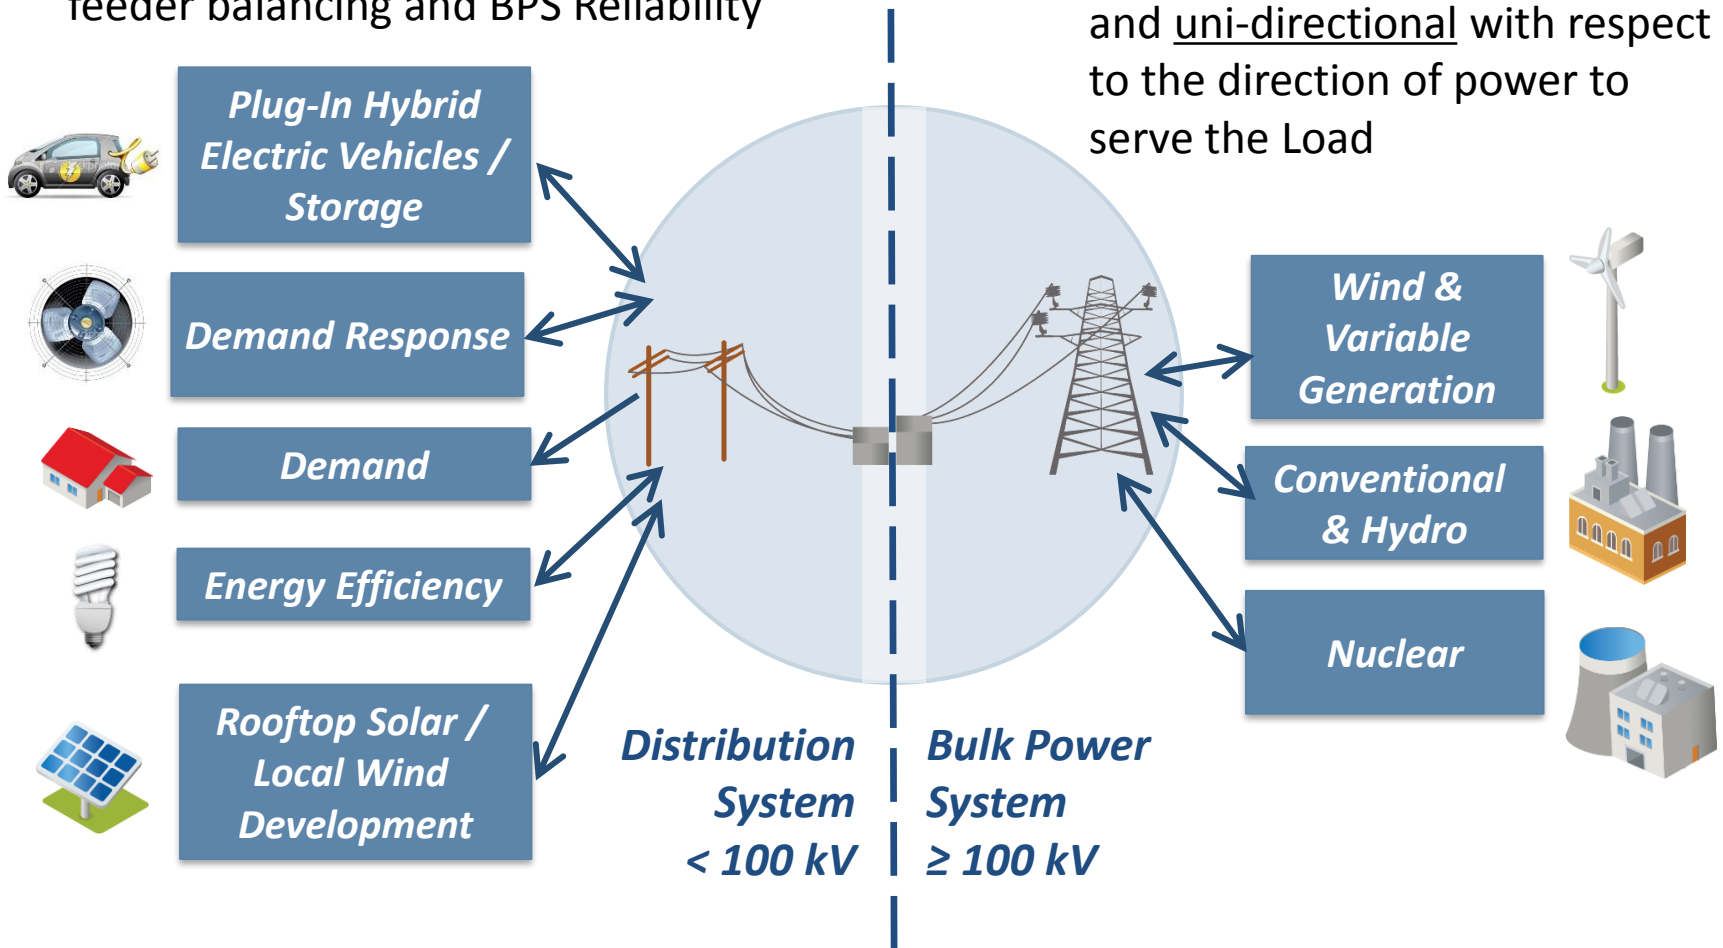 feeder balancing and BPS Reliability
and uni-directional with respect
to the direction of power to
serve the Load
Plug-In Hybrid
Electric Vehicles /
Storage
Demand Response
Demand
Energy Efficiency
Rooftop Solar /
Local Wind
Development
Wind &
Variable
Generation
Conventional
& Hydro
Nuclear
Distribution
System
< 100 kV
Bulk Power
System
≥ 100 kV